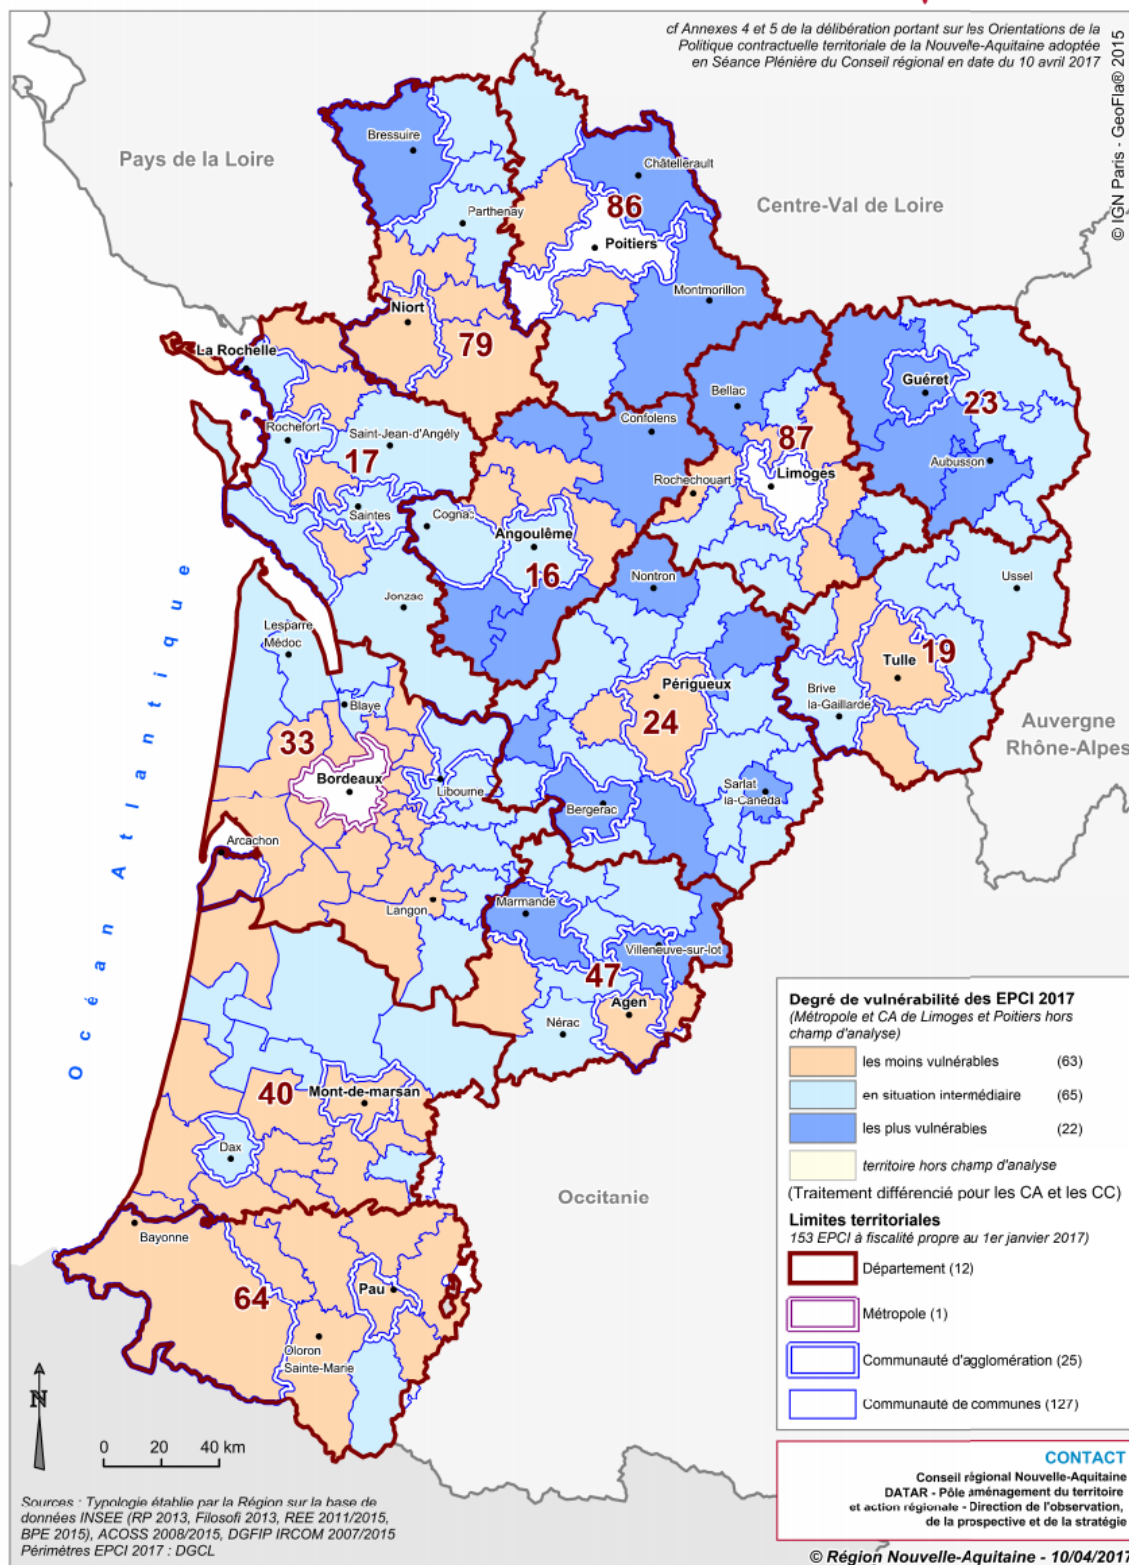 cf Annexes 4 et 5 de la délibération portant sur les Orientations de la
Politique contractuelle territoriale de la Nouvelle-Aquitaine adoptée
en Séance Plénière du Conseil régional en date du 10 avril 2017
© IGN Paris - GeoFla® 2015
Pays de la Loire
Centre-Val de Loire
Bressuire
Châtellerault
Parthenay
86
Poitiers
Montmorillon
Niort
79
La Rochelle
Guéret
23
Bellac
Confolens
87
Rochefort
Saint-Jean-d'Angély
17
Limoges
Aubusson
Rochechouart
Saintes
Cognac
Angoulême
16
Nontron
Ussel
Jonzac
Océan Atlantique
Lesparre
Médoc
Tulle
19
Périgueux
Brive
la-Gaillarde
Blaye
24
Auvergne
Rhône-Alpes
33
Bordeaux
Libourne
Sarlat
la-Canéda
Bergerac
Arcachon
Langon
Marmande
Villeneuve-sur-lot
47
Agen
Nérac
40
Mont-de-marsan
Dax
Occitanie
Bayonne
64
Pau
Oloron
Sainte-Marie
N
0 20 40 km
Degré de vulnérabilité des EPCI 2017
(Métropole et CA de Limoges et Poitiers hors
champ d'analyse)
les moins vulnérables (63)
en situation intermédiaire (65)
les plus vulnérables (22)
territoire hors champ d'analyse
(Traitement différencié pour les CA et les CC)
Limites territoriales
153 EPCI à fiscalité propre au 1er janvier 2017)
Département (12)
Métropole (1)
Communauté d'agglomération (25)
Communauté de communes (127)
CONTACT
Conseil régional Nouvelle-Aquitaine
DATAR - Pôle aménagement du territoire
et action régionale - Direction de l'observation,
de la prospective et de la stratégie
Sources : Typologie établie par la Région sur la base de
données INSEE (RP 2013, Filosofi 2013, REE 2011/2015,
BPE 2015), ACOSS 2008/2015, DGFIP IRCOM 2007/2015
Périmètres EPCI 2017 : DGCL
© Région Nouvelle-Aquitaine - 10/04/2017